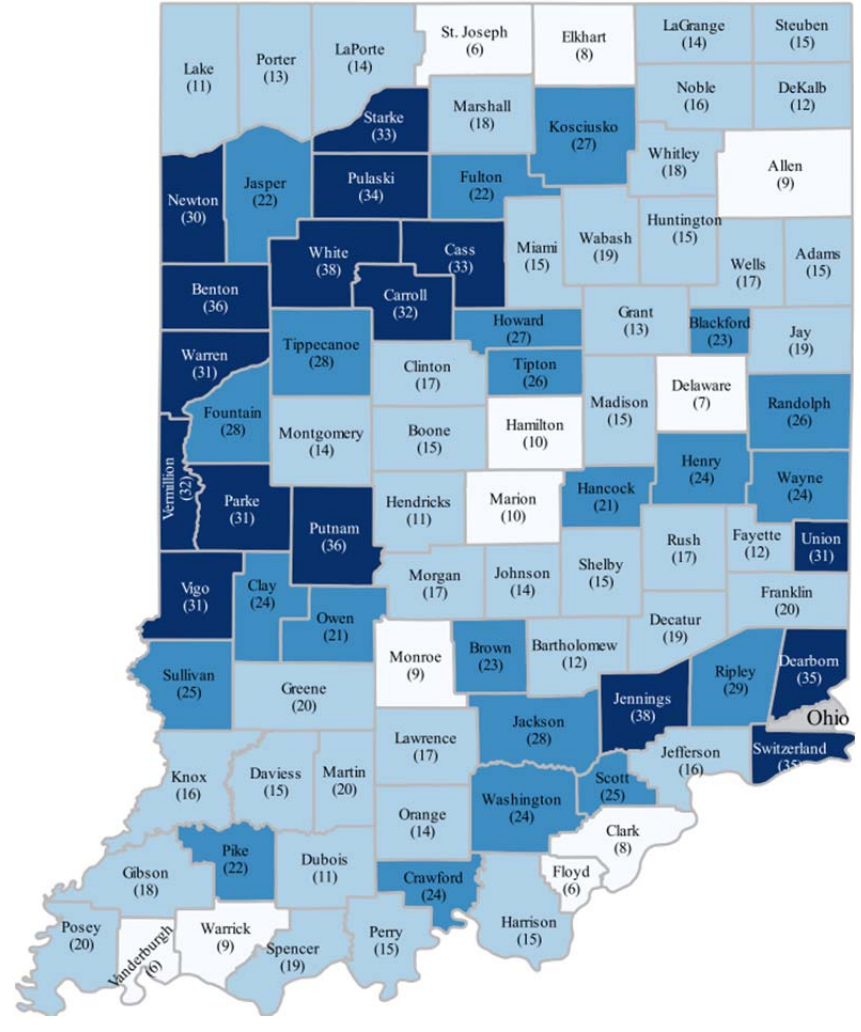 St. Joseph
(6)
Elkhart
(8)
LaGrange
(14)
Steuben
(15)
LaPorte
(14)
Porter
(13)
Lake
(11)
Noble
(16)
DeKalb
(12)
Marshall
(18)
Starke
(33)
Kosciusko
(27)
Whitley
(18)
Allen
(9)
Newton
(30)
Jasper
(22)
Pulaski
(34)
Fulton
(22)
Huntington
(15)
White
(38)
Cass
(33)
Miami
(15)
Wabash
(19)
Wells
(17)
Adams
(15)
Benton
(36)
Carroll
(32)
Grant
(13)
Howard
(27)
Blackford
(23)
Jay
(19)
Warren
(31)
Tippecanoe
(28)
Clinton
(17)
Tipton
(26)
Delaware
(7)
Randolph
(26)
Fountain
(28)
Madison
(15)
Hamilton
(10)
Montgomery
(14)
Boone
(15)
Henry
(24)
Wayne
(24)
Vermillion
(32)
Parke
(31)
Hendricks
(11)
Marion
(10)
Hancock
(21)
Putnam
(36)
Rush
(17)
Fayette
(12)
Union
(31)
Vigo
(31)
Clay
(24)
Morgan
(17)
Johnson
(14)
Shelby
(15)
Franklin
(20)
Owen
(21)
Decatur
(19)
Monroe
(9)
Brown
(23)
Bartholomew
(12)
Dearborn
(35)
Sullivan
(25)
Greene
(20)
Ripley
(29)
Jennings
(38)
Ohio
Jackson
(28)
Lawrence
(17)
Switzerland
(35)
Jefferson
(16)
Knox
(16)
Daviess
(15)
Martin
(20)
Scott
(25)
Washington
(24)
Orange
(14)
Clark
(8)
Pike
(22)
Dubois
(11)
Gibson
(18)
Crawford
(24)
Floyd
(6)
Harrison
(15)
Posey
(20)
Vanderburgh
(6)
Warrick
(9)
Spencer
(19)
Perry
(15)